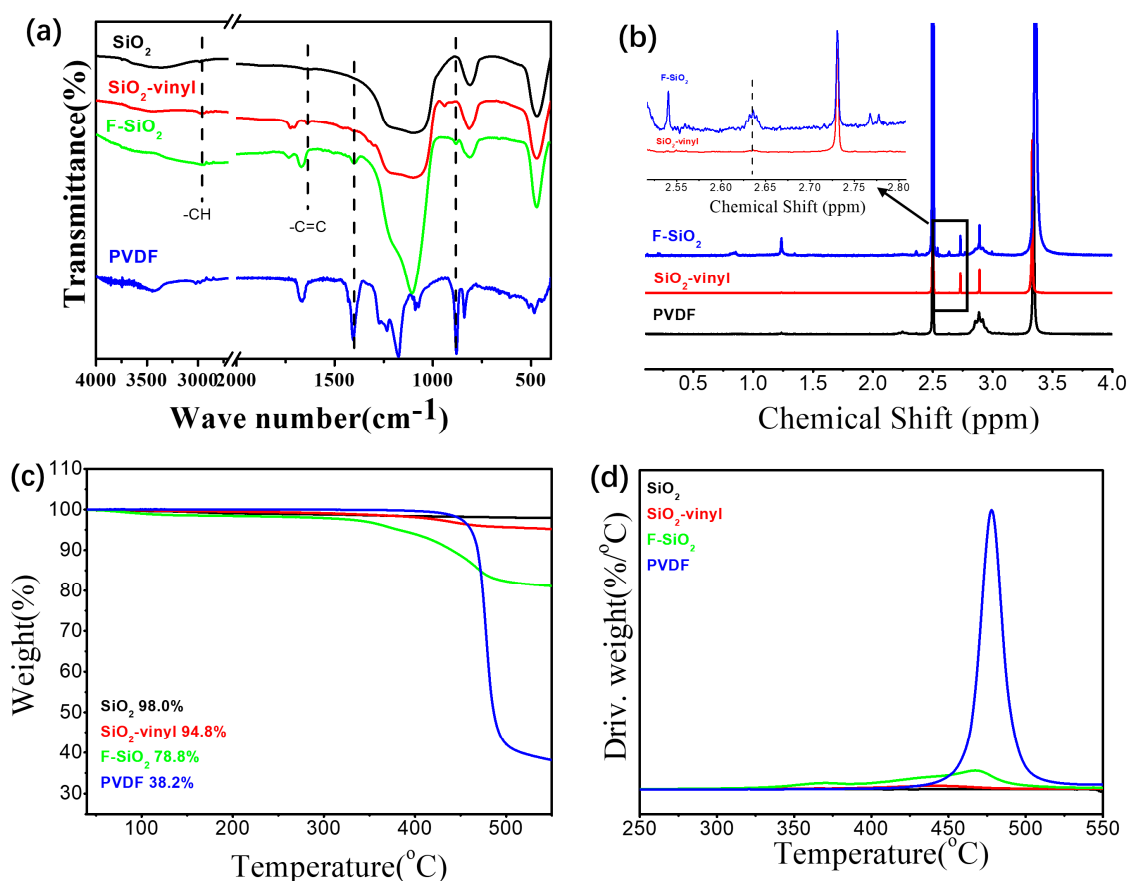 (a)
SiO2
SiO2-vinyl
F-SiO2
PVDF
-CH
-C=C
Transmittance(%)
4000 3000 2000 1500 1000 500
Wave number(cm-1)
(b)
F-SiO2
SiO2-vinyl
2.55 2.60 2.65 2.70 2.75 2.80
Chemical Shift (ppm)
F-SiO2
SiO2-vinyl
PVDF
0.5 1.0 1.5 2.0 2.5 3.0 3.5 4.0
Chemical Shift (ppm)
(c)
110
100
90
80
70
60
50
40
30
Weight(%)
SiO2 98.0%
SiO2-vinyl 94.8%
F-SiO2 78.8%
PVDF 38.2%
100 200 300 400 500
Temperature(oC)
(d)
SiO2
SiO2-vinyl
F-SiO2
PVDF
Driv. weight(%/oC)
250 300 350 400 450 500 550
Temperature(oC)